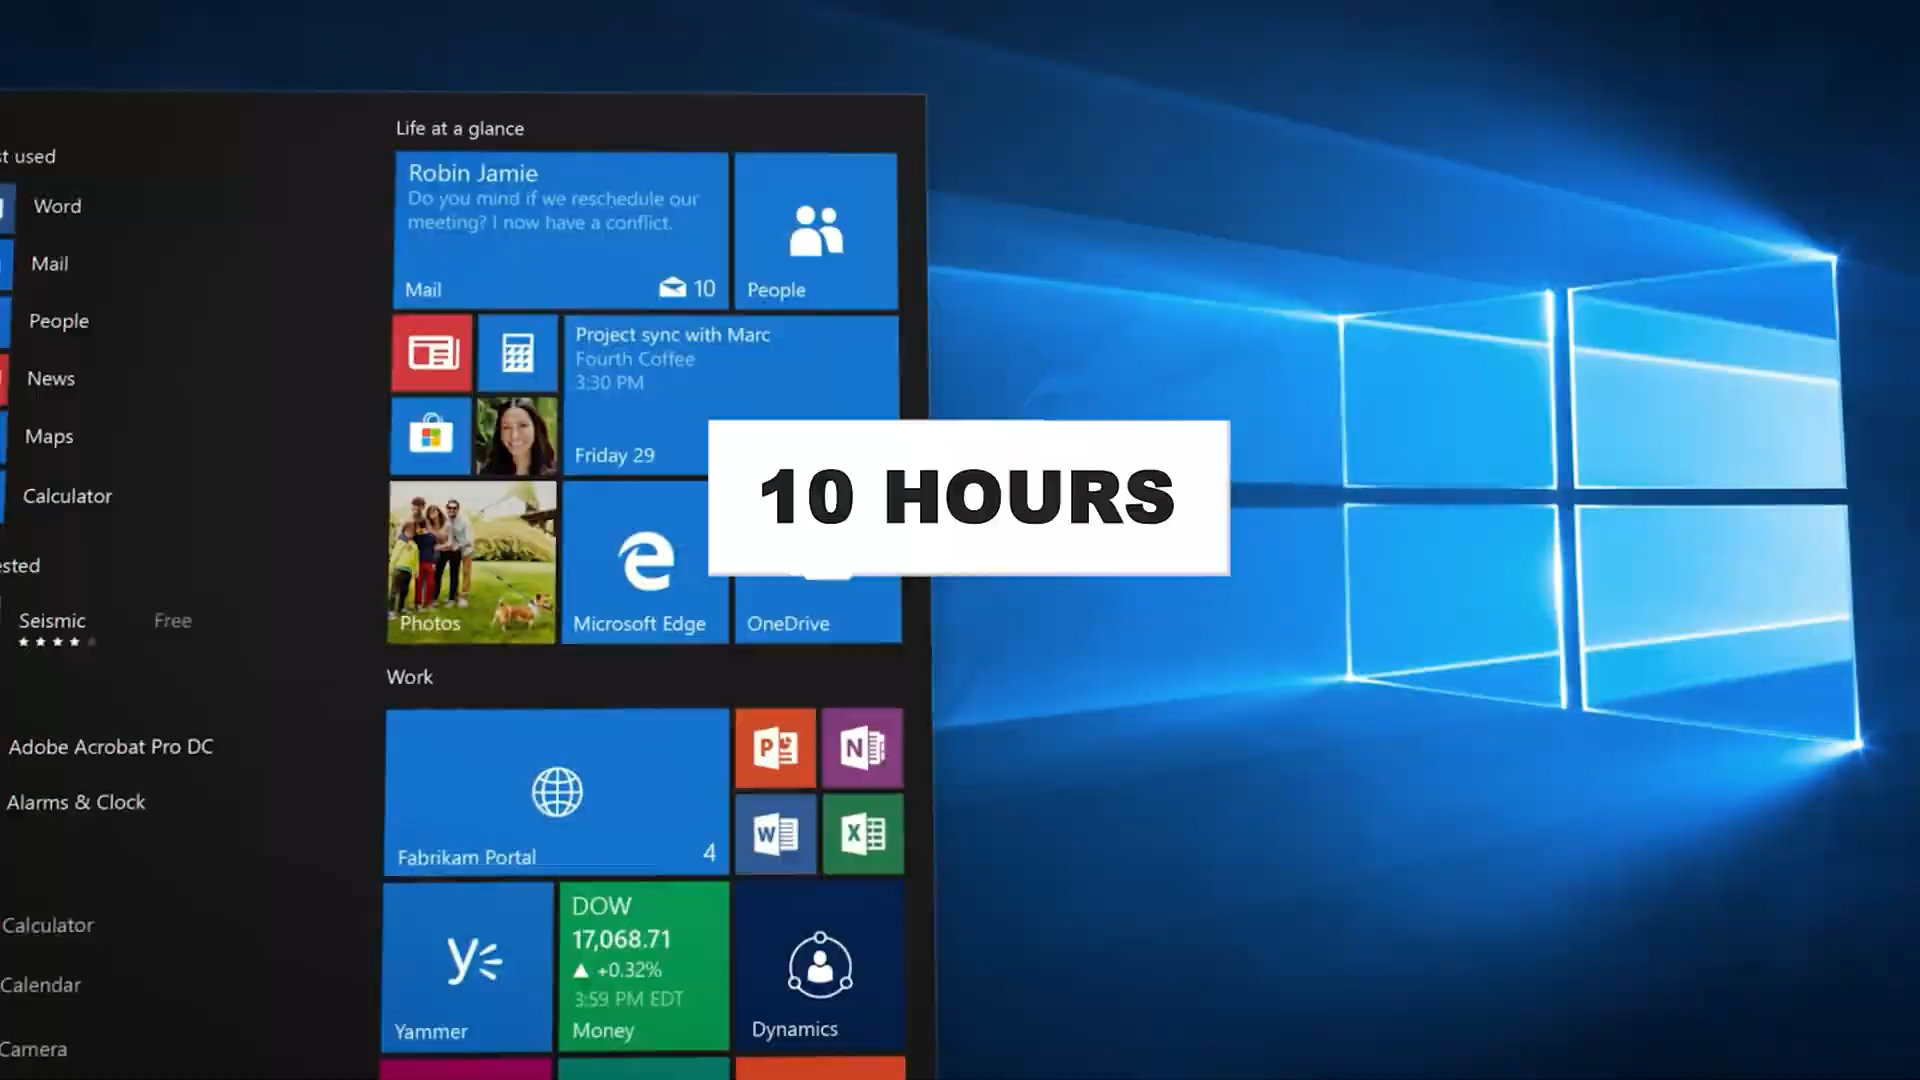 Life at a glance
t used
Word
Mail
People
News
Maps
Calculator
ested
Seismic Free
Adobe Acrobat Pro DC
Alarms & Clock
Calculator
Calendar
Camera
Robin Jamie
Do you mind if we reschedule our
meeting? I now have a conflict.
Mail 10
People
Project sync with Marc
Fourth Coffee
3:30 PM
Friday 29
10 HOURS
Photos
Microsoft Edge
OneDrive
Work
Fabrikam Portal 4
P
N
W
X
Yammer
DOW
17,068.71
▲ +0.32%
3:59 PM EDT
Money
Dynamics